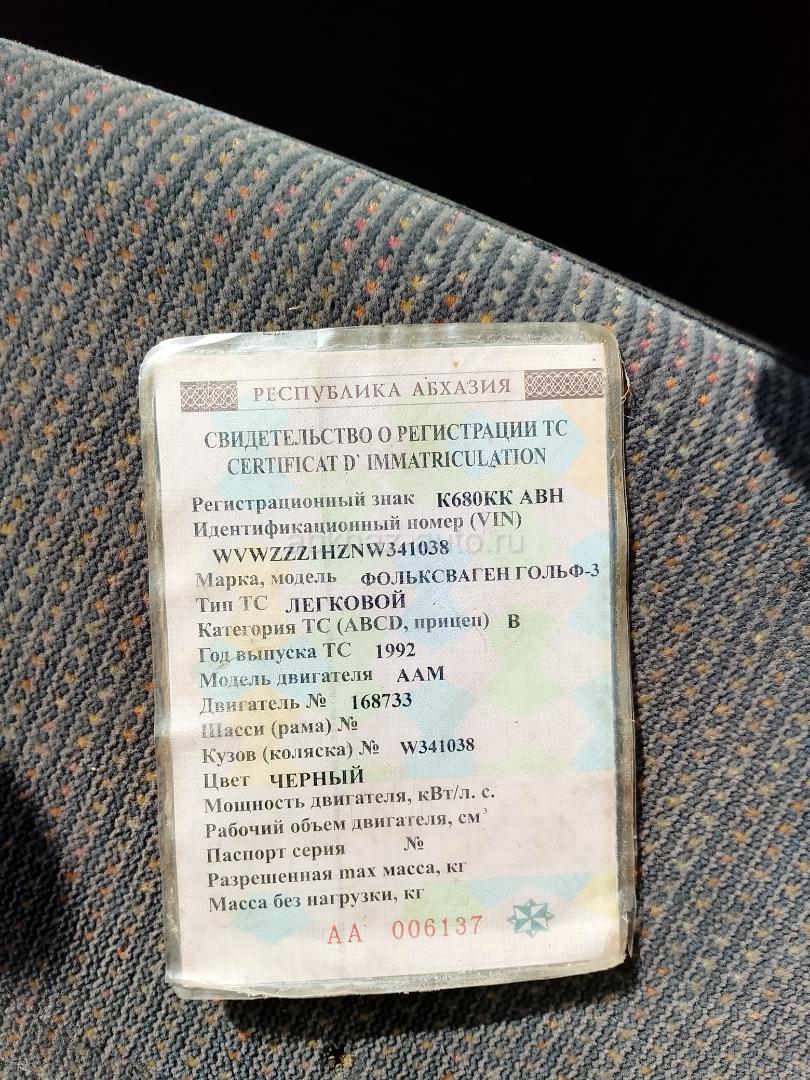 РЕСПУБЛИКА АБХАЗИЯ
СВИДЕТЕЛЬСТВО О РЕГИСТРАЦИИ ТС
CERTIFICAT D' IMMATRICULATION
Регистрационный знак К680КК АВН
Идентификационный номер (VIN)
WVWZZZ1HZNW341038
Марка, модель ФОЛЬКСВАГЕН ГОЛЬФ-3
Тип ТС ЛЕГКОВОЙ
Категория ТС (ABCD, прицеп) В
Год выпуска ТС 1992
Модель двигателя ААМ
Двигатель № 168733
Шасси (рама) №
Кузов (коляска) № W341038
Цвет ЧЕРНЫЙ
Мощность двигателя, кВт/л. с.
Рабочий объем двигателя, см³
Паспорт серия №
Разрешенная max масса, кг
Масса без нагрузки, кг
АА 006137